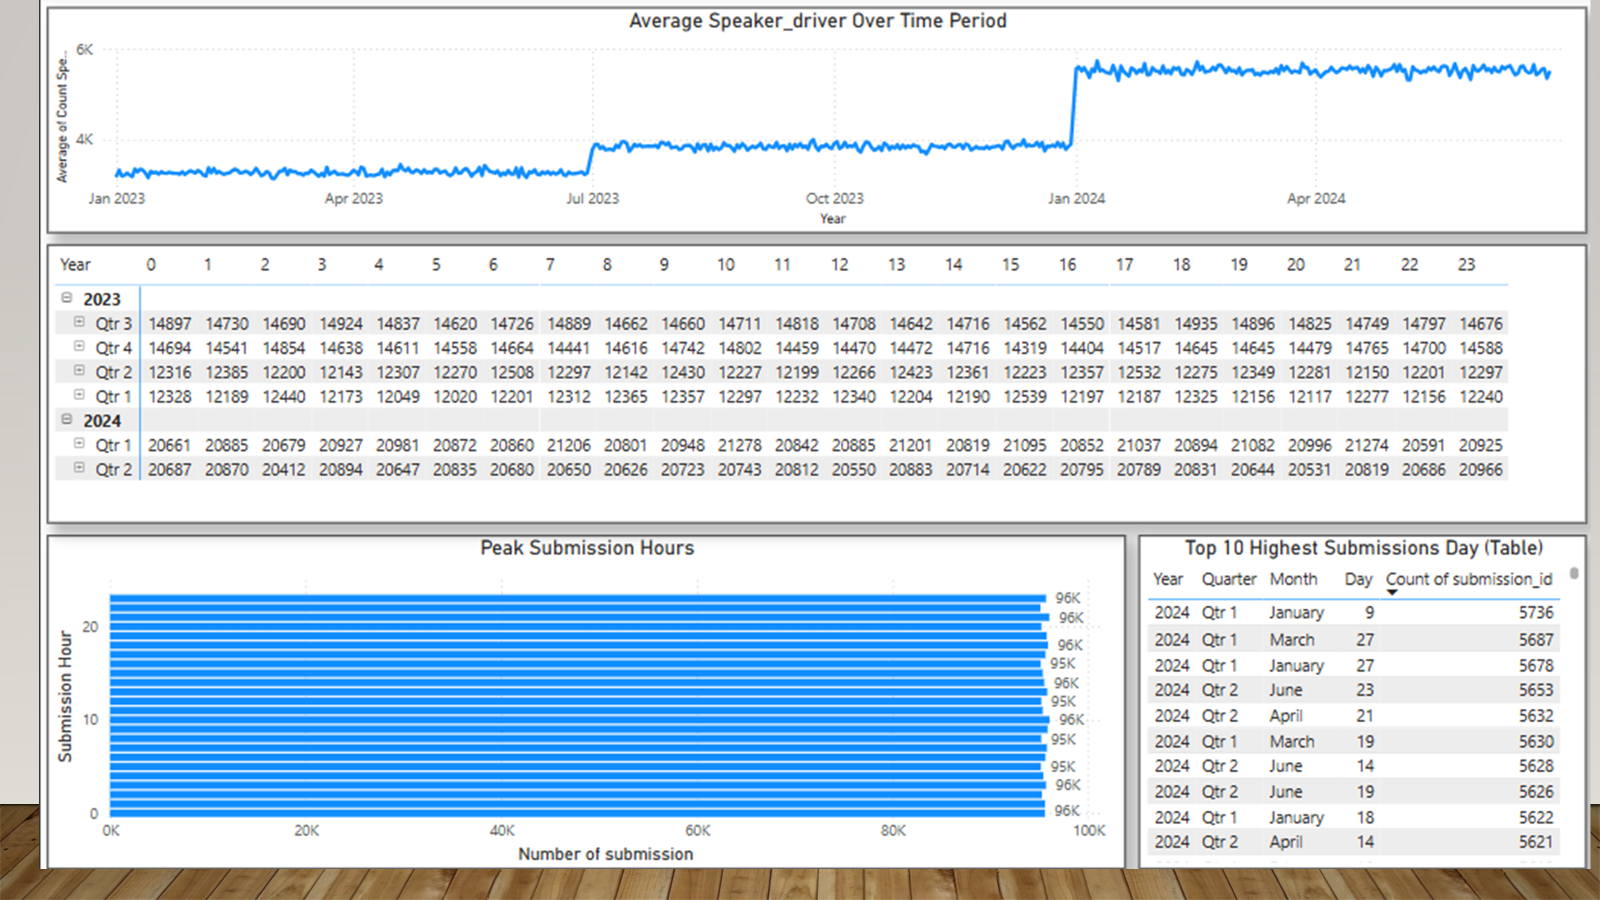 Average Speaker_driver Over Time Period
Average of Count Spe...
6K
4K
Jan 2023 Apr 2023 Jul 2023 Oct 2023 Jan 2024 Apr 2024
Year
Year 0 1 2 3 4 5 6 7 8 9 10 11 12 13 14 15 16 17 18 19 20 21 22 23
2023
Qtr 3 14897 14730 14690 14924 14837 14620 14726 14889 14662 14660 14711 14818 14708 14642 14716 14562 14550 14581 14935 14896 14825 14749 14797 14676
Qtr 4 14694 14541 14854 14638 14611 14558 14664 14441 14616 14742 14802 14459 14470 14472 14716 14319 14404 14517 14645 14645 14479 14765 14700 14588
Qtr 2 12316 12385 12200 12143 12307 12270 12508 12297 12142 12430 12227 12199 12266 12423 12361 12223 12357 12532 12275 12349 12281 12150 12201 12297
Qtr 1 12328 12189 12440 12173 12049 12020 12201 12312 12365 12357 12297 12232 12340 12204 12190 12539 12197 12187 12325 12156 12117 12277 12156 12240
2024
Qtr 1 20661 20885 20679 20927 20981 20872 20860 21206 20801 20948 21278 20842 20885 21201 20819 21095 20852 21037 20894 21082 20996 21274 20591 20925
Qtr 2 20687 20870 20412 20894 20647 20835 20680 20650 20626 20723 20743 20812 20550 20883 20714 20622 20795 20789 20831 20644 20531 20819 20686 20966
Peak Submission Hours
Submission Hour
20
10
0
96K
96K
96K
95K
96K
95K
96K
95K
95K
96K
96K
0K 20K 40K 60K 80K 100K
Number of submission
Top 10 Highest Submissions Day (Table)
Year Quarter Month Day Count of submission_id
2024 Qtr 1 January 9 5736
2024 Qtr 1 March 27 5687
2024 Qtr 1 January 27 5678
2024 Qtr 2 June 23 5653
2024 Qtr 2 April 21 5632
2024 Qtr 1 March 19 5630
2024 Qtr 2 June 14 5628
2024 Qtr 2 June 19 5626
2024 Qtr 1 January 18 5622
2024 Qtr 2 April 14 5621